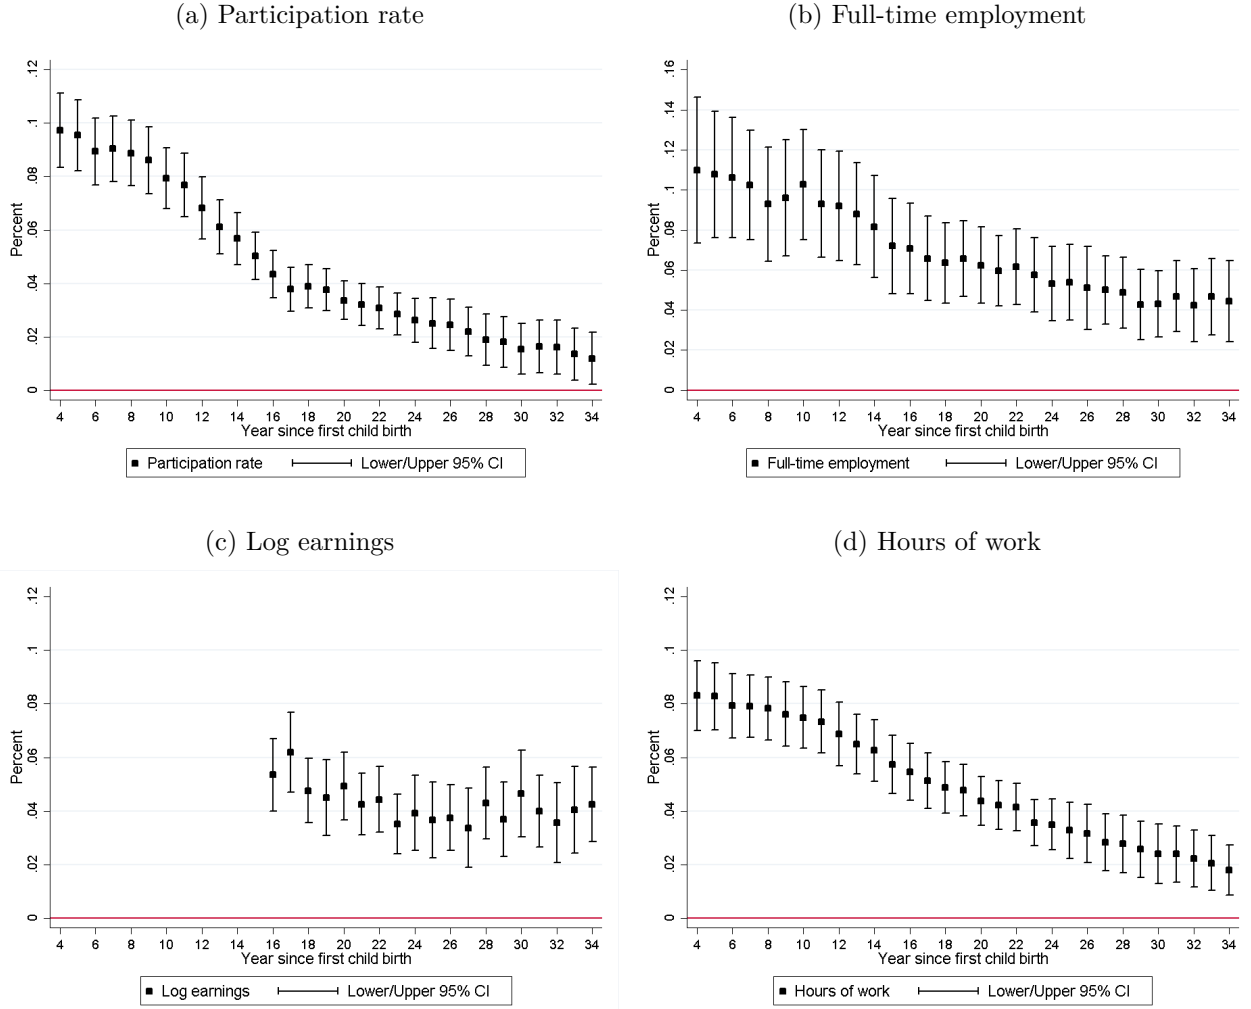 (a) Participation rate
Percent
.12
.1
.08
.06
.04
.02
0
4 6 8 10 12 14 16 18 20 22 24 26 28 30 32 34
Year since first child birth
Participation rate Lower/Upper 95% CI
(b) Full-time employment
Percent
.16
.14
.12
.1
.08
.06
.04
.02
0
4 6 8 10 12 14 16 18 20 22 24 26 28 30 32 34
Year since first child birth
Full-time employment Lower/Upper 95% CI
(c) Log earnings
Percent
.12
.1
.08
.06
.04
.02
0
4 6 8 10 12 14 16 18 20 22 24 26 28 30 32 34
Year since first child birth
Log earnings Lower/Upper 95% CI
(d) Hours of work
Percent
.12
.1
.08
.06
.04
.02
0
4 6 8 10 12 14 16 18 20 22 24 26 28 30 32 34
Year since first child birth
Hours of work Lower/Upper 95% CI